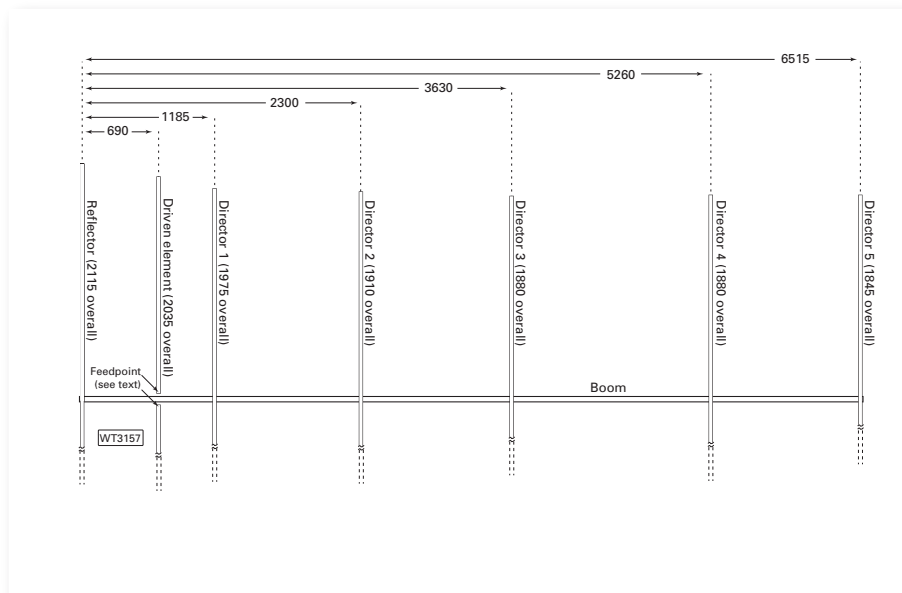 6515
5260
3630
2300
1185
690
Reflector (2115 overall)
Driven element (2035 overall)
Director 1 (1975 overall)
Director 2 (1910 overall)
Director 3 (1880 overall)
Director 4 (1880 overall)
Director 5 (1845 overall)
Feedpoint
(see text)
Boom
WT3157